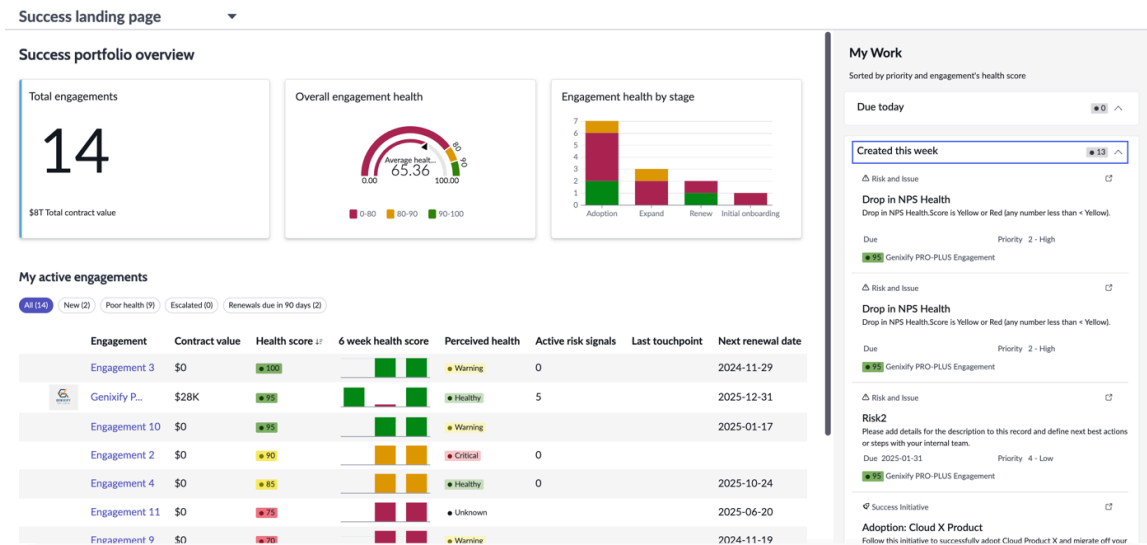 Success landing page
Success portfolio overview
Total engagements
14
$8T Total contract value
Overall engagement health
80
90
Average healt...
65.36
0.00
100.00
0-80
80-90
90-100
Engagement health by stage
7
6
5
4
3
2
1
0
Adoption
Expand
Renew
Initial onboarding
My active engagements
All (14)
New (2)
Poor health (9)
Escalated (0)
Renewals due in 90 days (2)
Engagement Contract value Health score 6 week health score Perceived health Active risk signals Last touchpoint Next renewal date
Engagement 3 $0 100 Warning 0 2024-11-29
Genixify P... $28K 95 Healthy 5 2025-12-31
Engagement 10 $0 95 Warning 2025-01-17
Engagement 2 $0 90 Critical 0
Engagement 4 $0 85 Healthy 0 2025-10-24
Engagement 11 $0 75 Unknown 2025-06-20
Engagement 9 $0 70 Warning 2024-11-19
My Work
Sorted by priority and engagement's health score
Due today 0
Created this week 13
Risk and Issue
Drop in NPS Health
Drop in NPS Health.Score is Yellow or Red (any number less than < Yellow).
Due Priority 2 - High
95 Genixify PRO-PLUS Engagement
Risk and Issue
Drop in NPS Health
Drop in NPS Health.Score is Yellow or Red (any number less than < Yellow).
Due Priority 2 - High
95 Genixify PRO-PLUS Engagement
Risk and Issue
Risk2
Please add details for the description to this record and define next best actions
or steps with your internal team.
Due 2025-01-31 Priority 4 - Low
95 Genixify PRO-PLUS Engagement
Success Initiative
Adoption: Cloud X Product
Follow this initiative to successfully adopt Cloud Product X and migrate off your